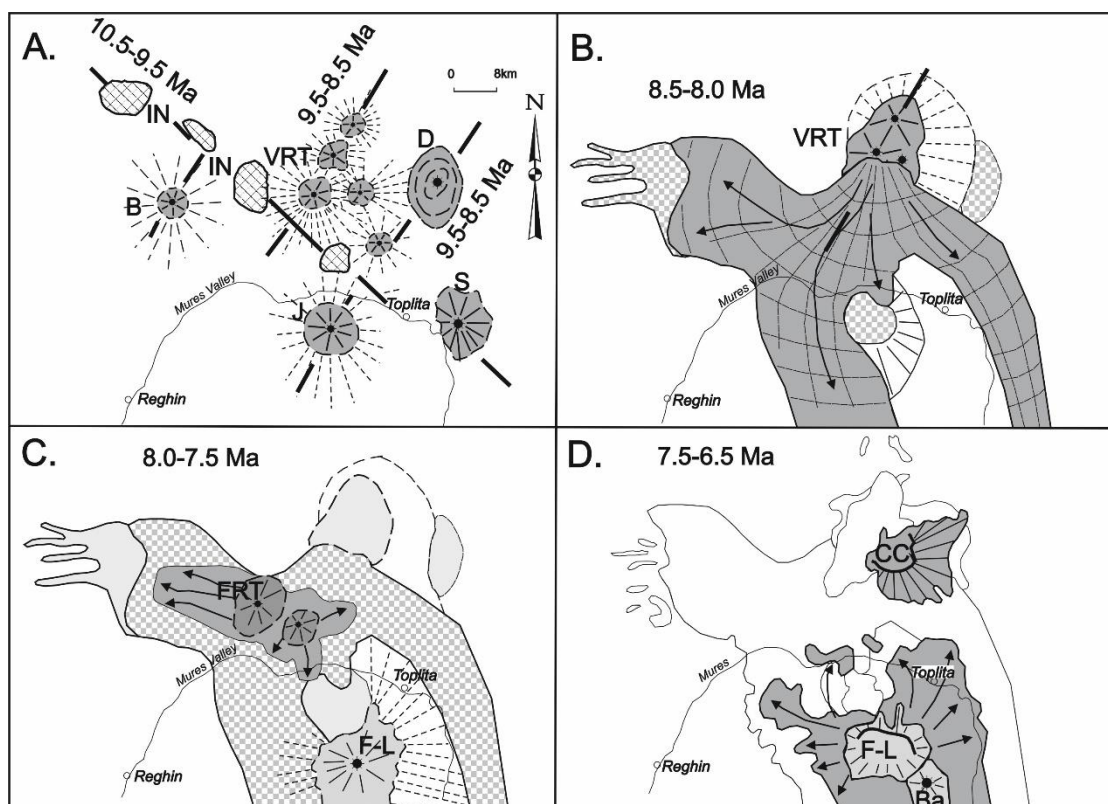 A.
10.5-9.5 Ma
IN
IN
B
VRT
9.5-8.5 Ma
D
9.5-8.5 Ma
0 8km
N
J
S
Mures Valley
Toplita
Reghin
B.
8.5-8.0 Ma
VRT
Mures Valley
Toplita
Reghin
C.
8.0-7.5 Ma
FRT
Mures Valley
Toplita
F-L
Reghin
D.
7.5-6.5 Ma
CC
Mures
Toplita
F-L
Reghin
Ba